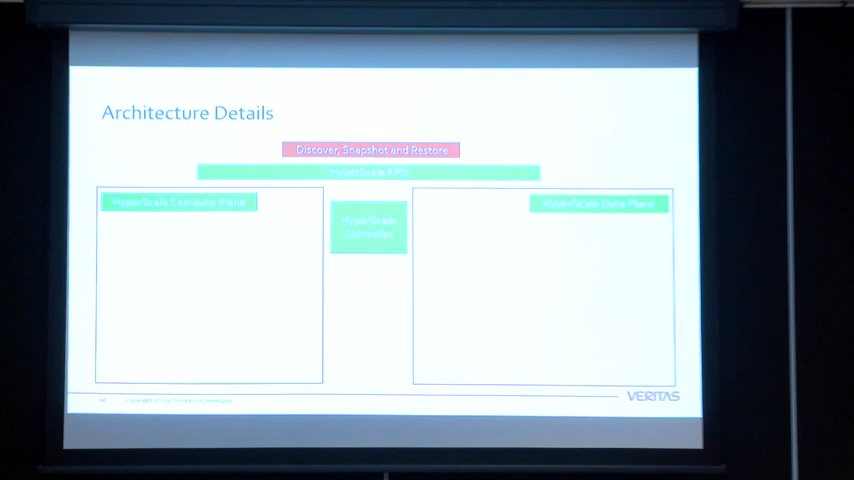 Architecture Details
Discover, Snapshot and Restore
HyperScale APIs
HyperScale Compute Plane
HyperScale
Controller
HyperScale Data Plane
VERITAS